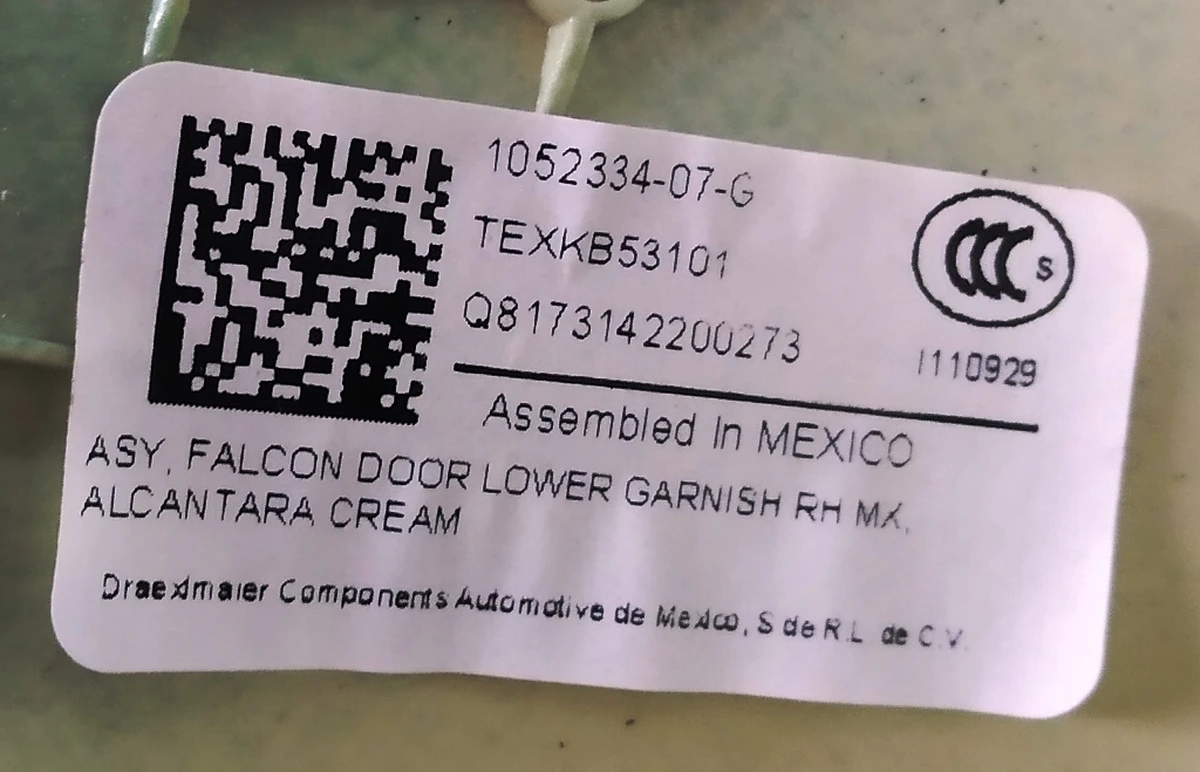 1052334-07-G
TEXKB53101
Q8173142200273
CCC S
I110929
Assembled In MEXICO
ASY, FALCON DOOR LOWER GARNISH RH MX,
ALCANTARA CREAM
Draexlmaier Components Automotive de Mexico, S de R.L. de C.V.